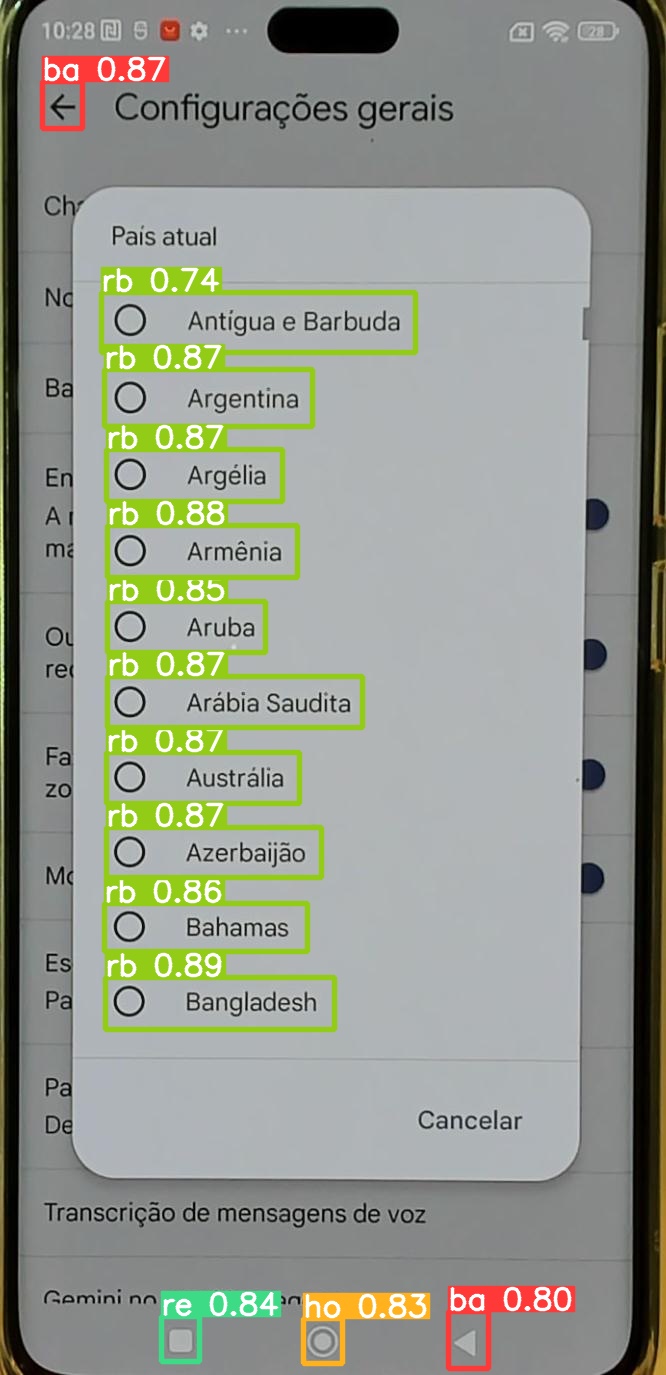 10:28 28
ba 0.87
Configurações gerais
Ch
País atual
No
rb 0.74
Antígua e Barbuda
rb 0.87
Ba
Argentina
rb 0.87
En
Argélia
A
rb 0.88
ma
Armênia
rb 0.85
Ou
Aruba
rec
rb 0.87
Arábia Saudita
rb 0.87
Fa
zo
Austrália
rb 0.87
Mo
Azerbaijão
rb 0.86
Bahamas
Es
rb 0.89
Pa
Bangladesh
Pa
De
Cancelar
Transcrição de mensagens de voz
Gemini no
re 0.84 ho 0.83 ba 0.80